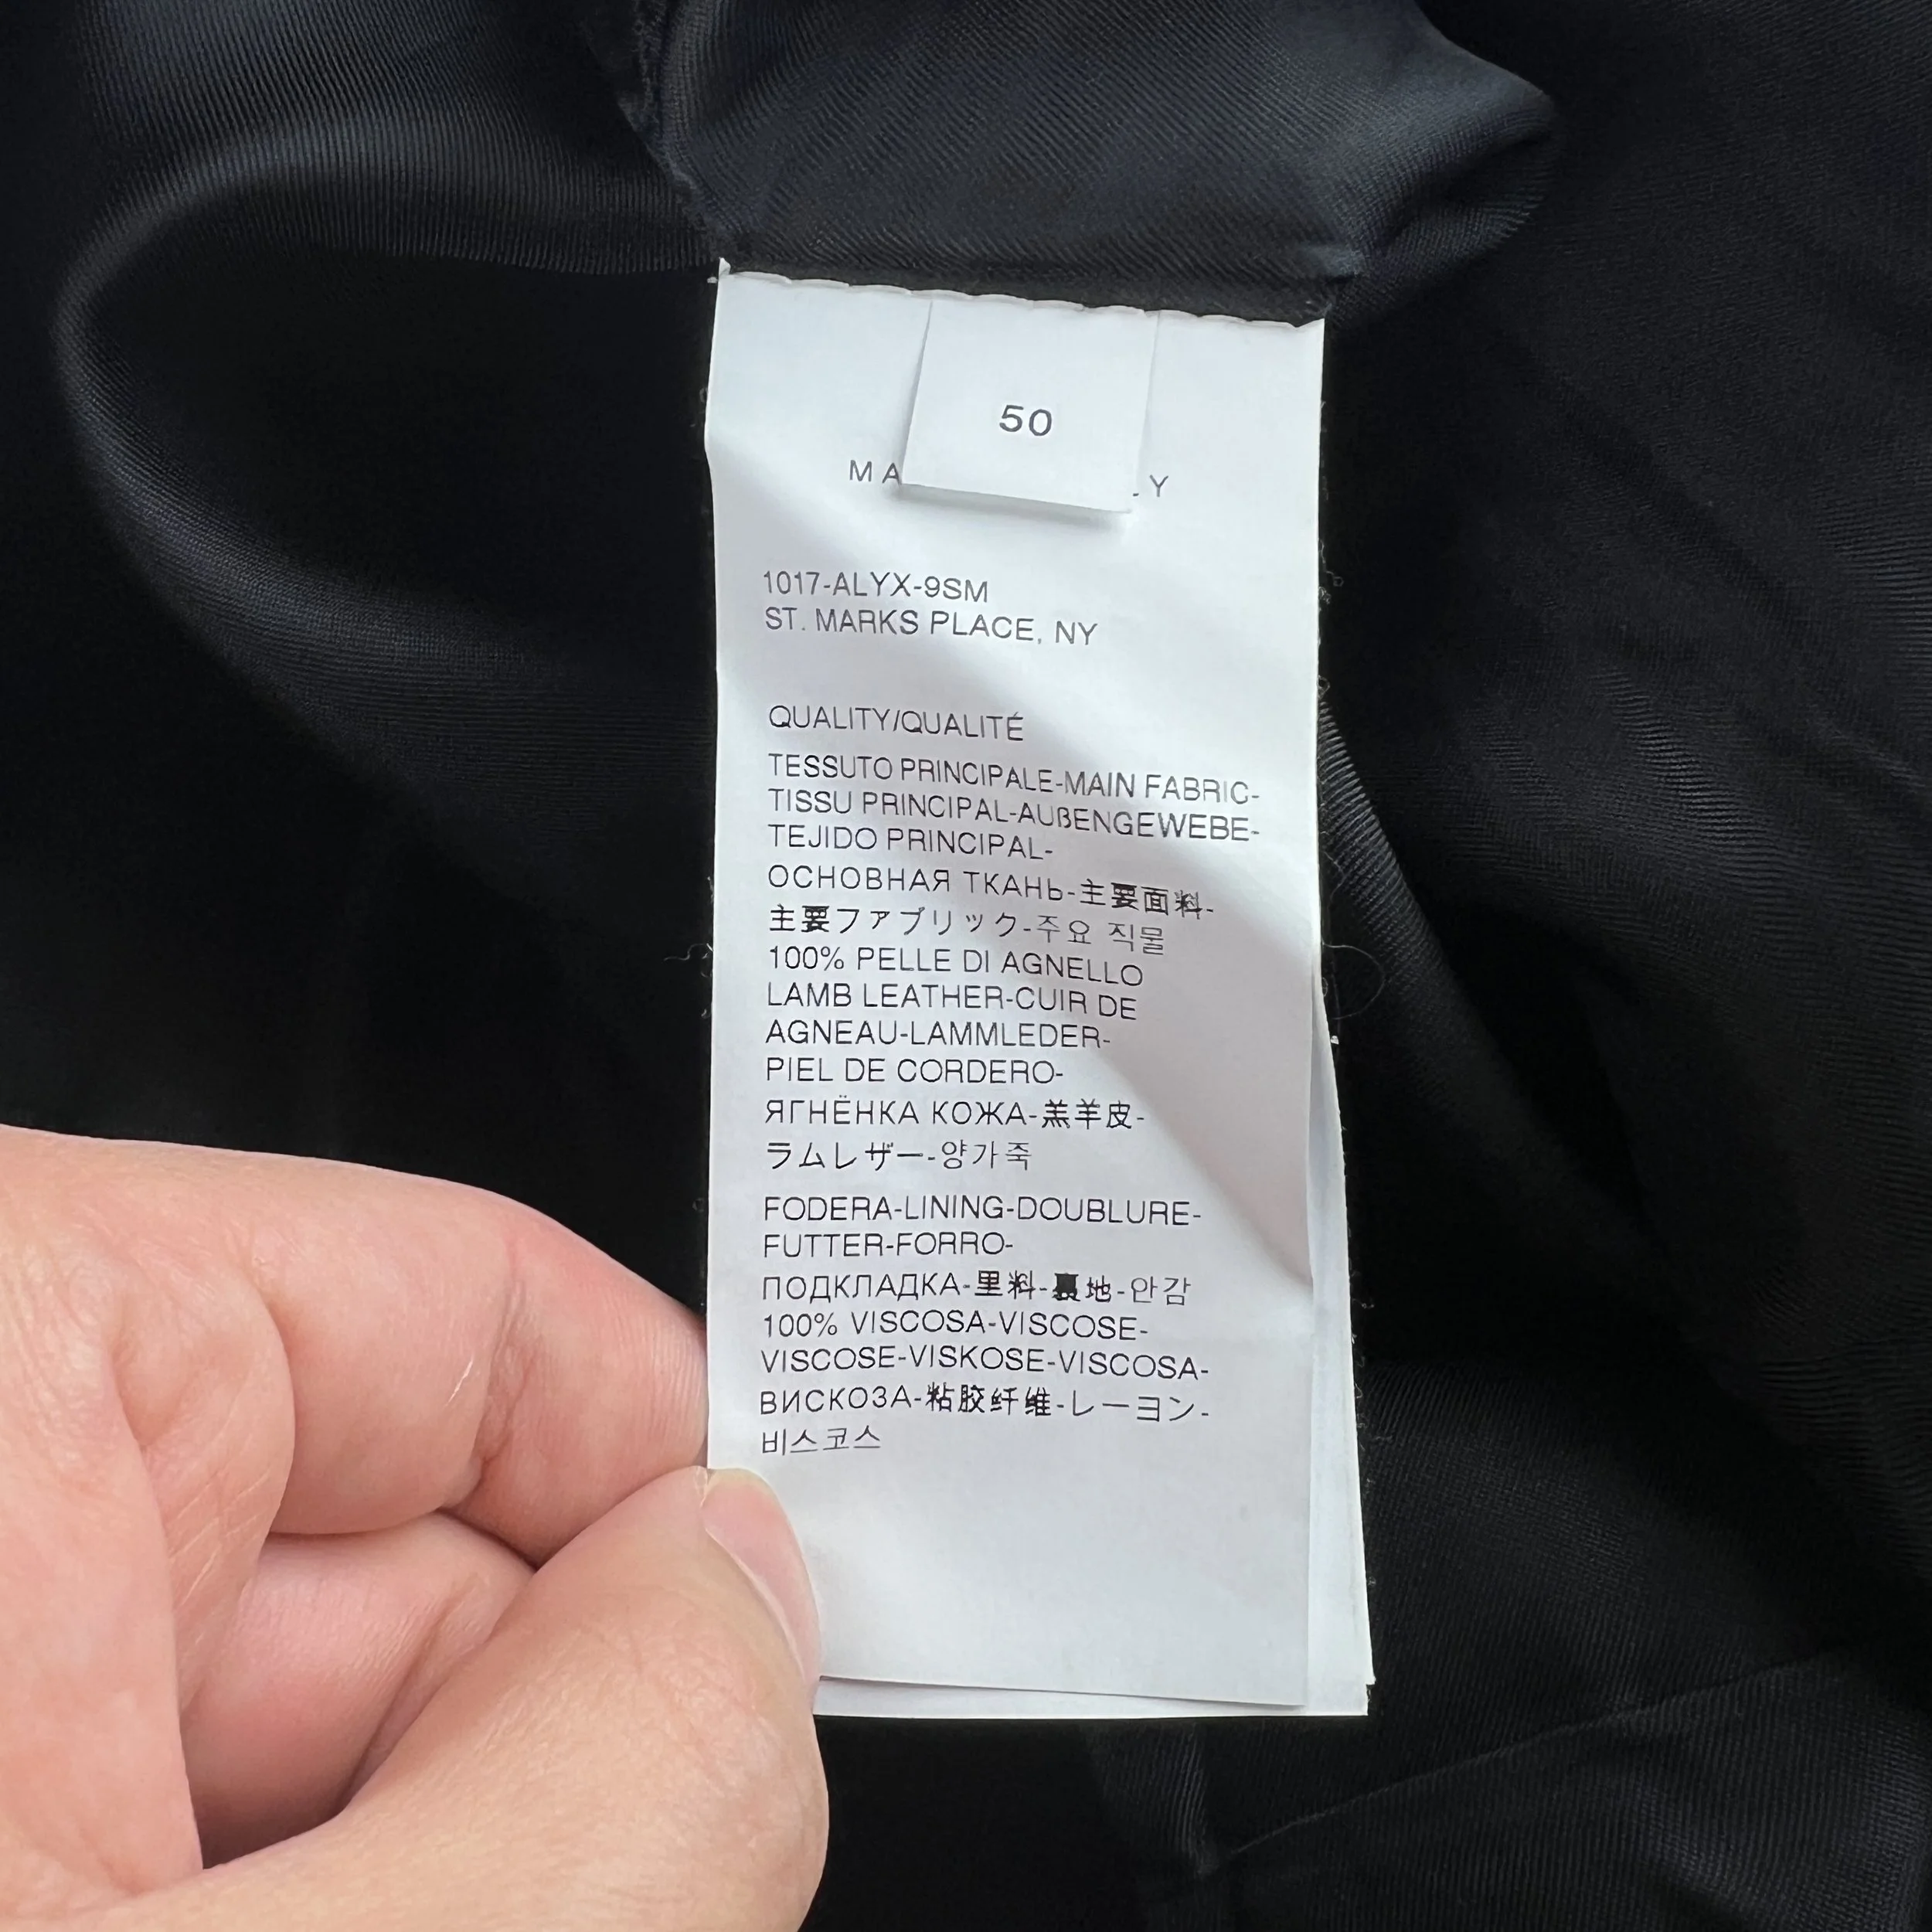 50
MA Y
1017-ALYX-9SM
ST. MARKS PLACE, NY
QUALITY/QUALITÉ
TESSUTO PRINCIPALE-MAIN FABRIC-
TISSU PRINCIPAL-AUßENGEWEBE-
TEJIDO PRINCIPAL-
ОСНОВНАЯ ТКАНЬ-主要面料-
主要ファブリック-주요 직물
100% PELLE DI AGNELLO
LAMB LEATHER-CUIR DE
AGNEAU-LAMMLEDER-
PIEL DE CORDERO-
ЯГНЁНКА КОЖА-羔羊皮-
ラムレザー-양가죽
FODERA-LINING-DOUBLURE-
FUTTER-FORRO-
ПОДКЛАДКА-里料-裏地-안감
100% VISCOSA-VISCOSE-
VISCOSE-VISKOSE-VISCOSA-
ВИСКОЗА-粘胶纤维-レーヨン-
비스코스